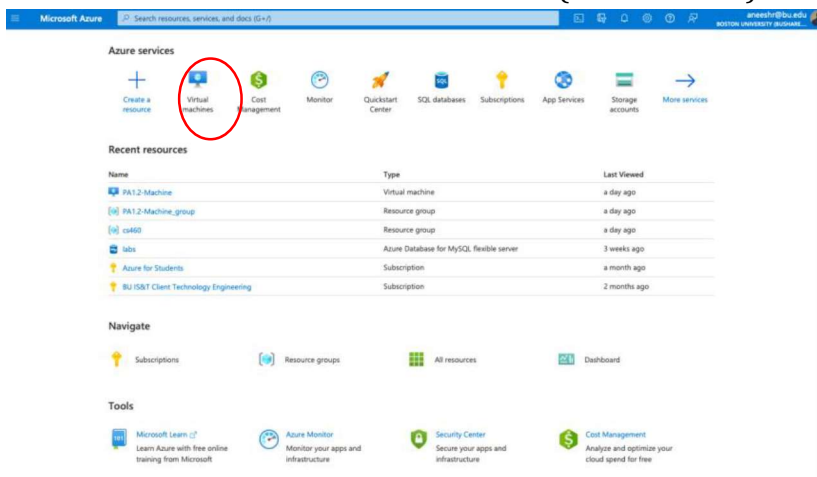 Microsoft Azure
Search resources, services, and docs (G+/)
aneeshr@bu.edu
BOSTON UNIVERSITY (BUSHARE...
Azure services
Create a resource
Virtual machines
Cost Management
Monitor
Quickstart Center
SQL databases
Subscriptions
App Services
Storage accounts
More services
Recent resources
Name Type Last Viewed
PA1.2-Machine Virtual machine a day ago
PA1.2-Machine_group Resource group a day ago
cs460 Resource group a day ago
labs Azure Database for MySQL flexible server 3 weeks ago
Azure for Students Subscription a month ago
BU IS&T Client Technology Engineering Subscription 2 months ago
Navigate
Subscriptions Resource groups All resources Dashboard
Tools
Microsoft Learn
Learn Azure with free online
training from Microsoft
Azure Monitor
Monitor your apps and
infrastructure
Security Center
Secure your apps and
infrastructure
Cost Management
Analyze and optimize your
cloud spend for free